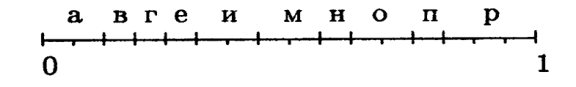 а в г е и м н о п р
0 1